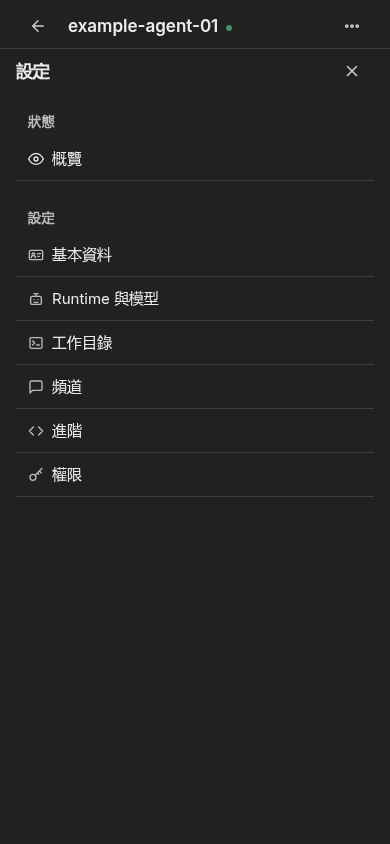 example-agent-01
設定
狀態
概覽
設定
基本資料
Runtime 與模型
工作目錄
頻道
進階
權限